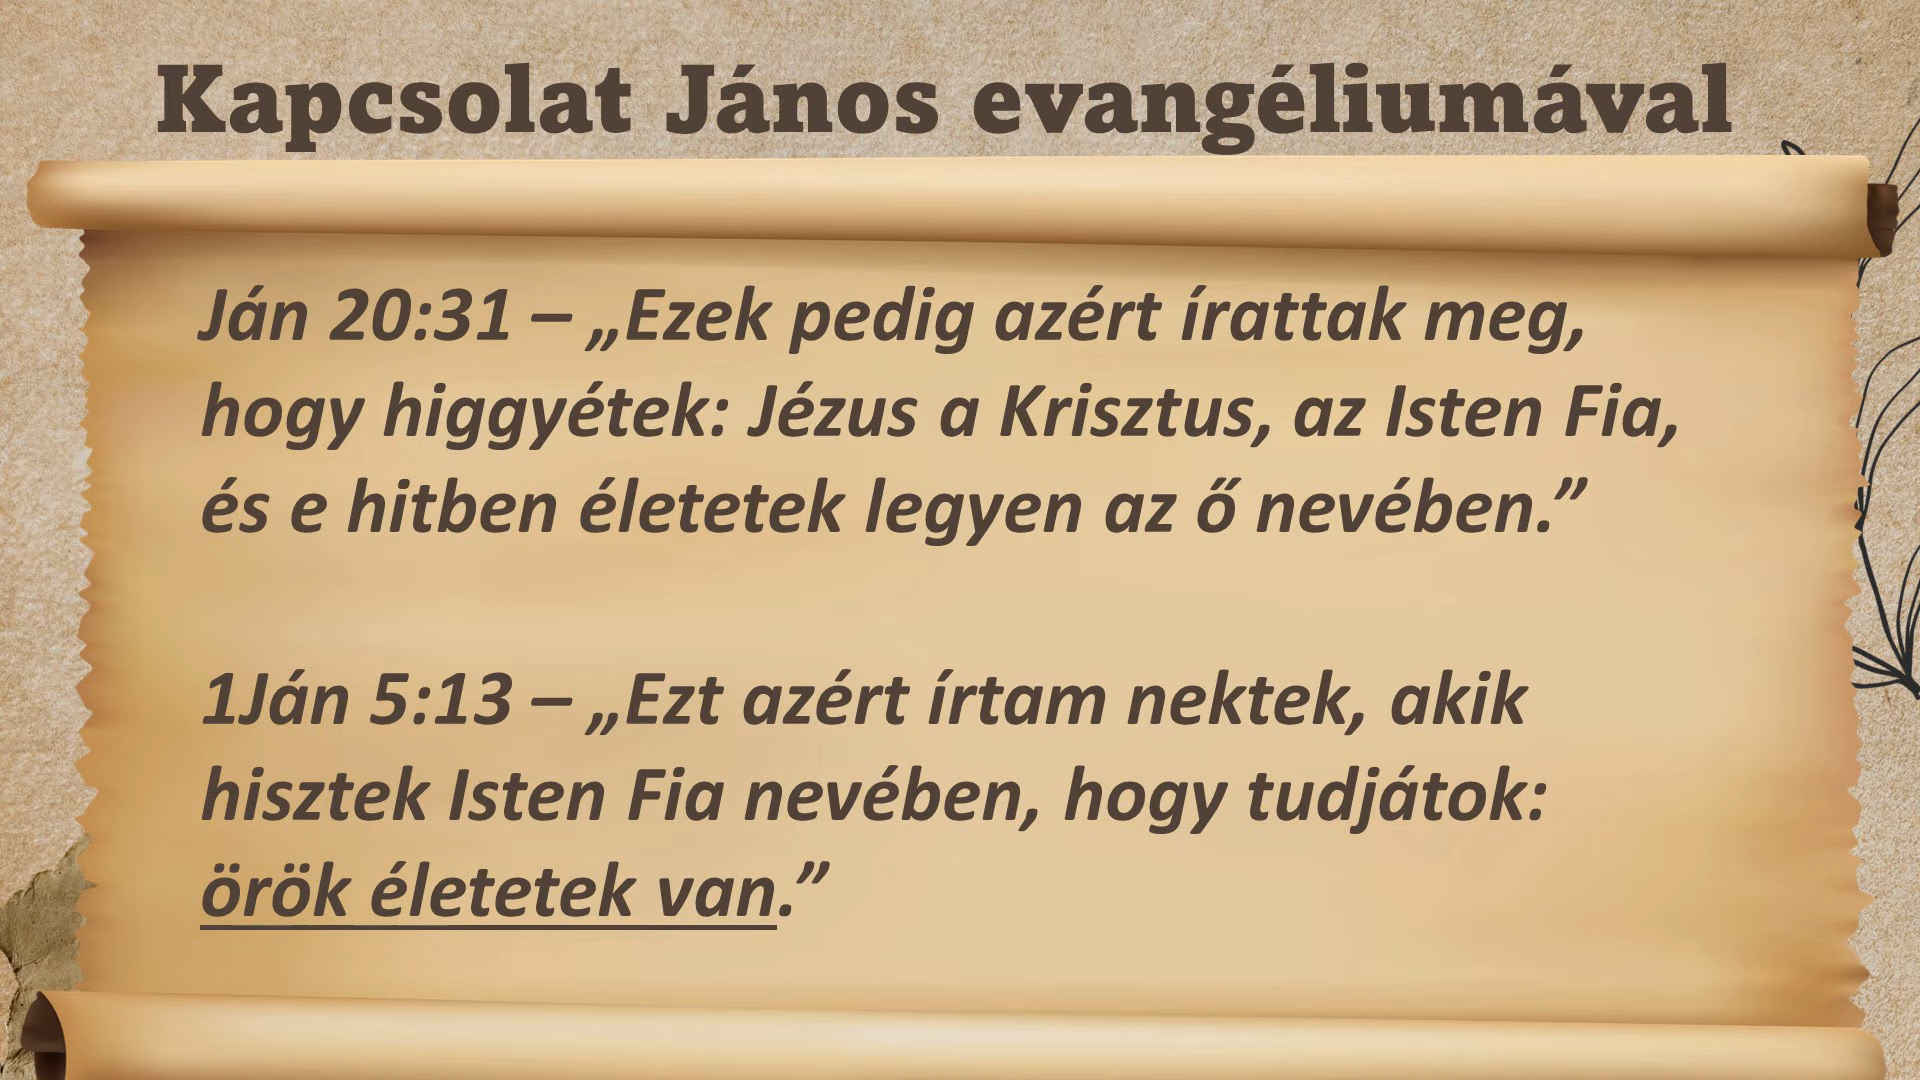 Kapcsolat János evangéliumával
Ján 20:31 – „Ezek pedig azért írattak meg,
hogy higgyétek: Jézus a Krisztus, az Isten Fia,
és e hitben életetek legyen az ő nevében.”
1Ján 5:13 – „Ezt azért írtam nektek, akik
hisztek Isten Fia nevében, hogy tudjátok:
örök életetek van.”